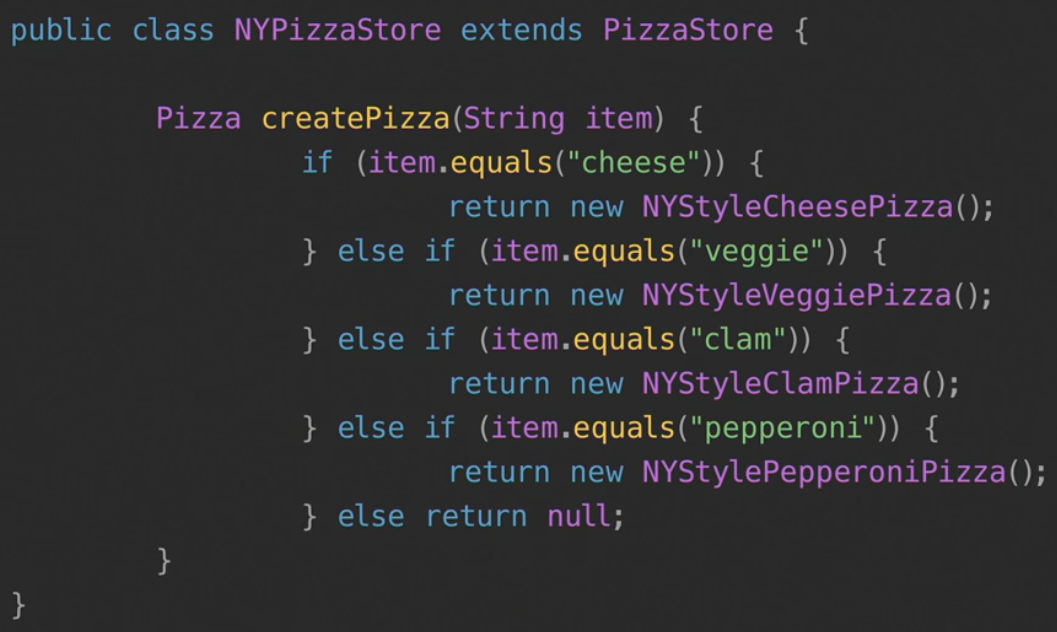 public class NYPizzaStore extends PizzaStore {
Pizza createPizza(String item) {
if (item.equals("cheese")) {
return new NYStyleCheesePizza();
} else if (item.equals("veggie")) {
return new NYStyleVeggiePizza();
} else if (item.equals("clam")) {
return new NYStyleClamPizza();
} else if (item.equals("pepperoni")) {
return new NYStylePepperoniPizza();
} else return null;
}
}